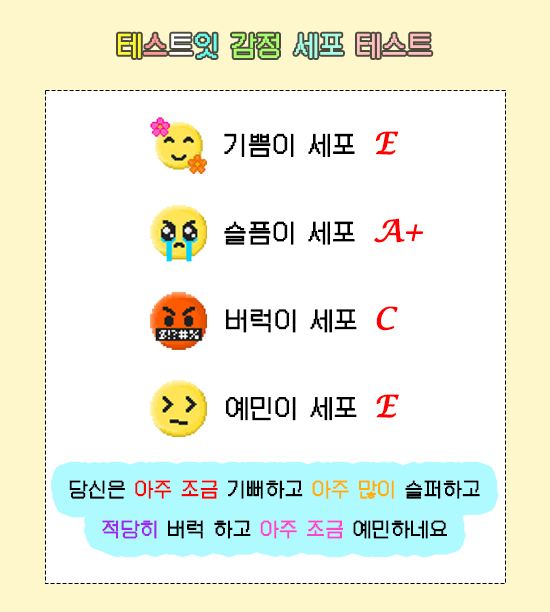 테스트잇 감정 세포 테스트
기쁨이 세포 E
슬픔이 세포 A+
버럭이 세포 C
&!?#%
예민이 세포 E
당신은 아주 조금 기뻐하고 아주 많이 슬퍼하고
적당히 버럭 하고 아주 조금 예민하네요